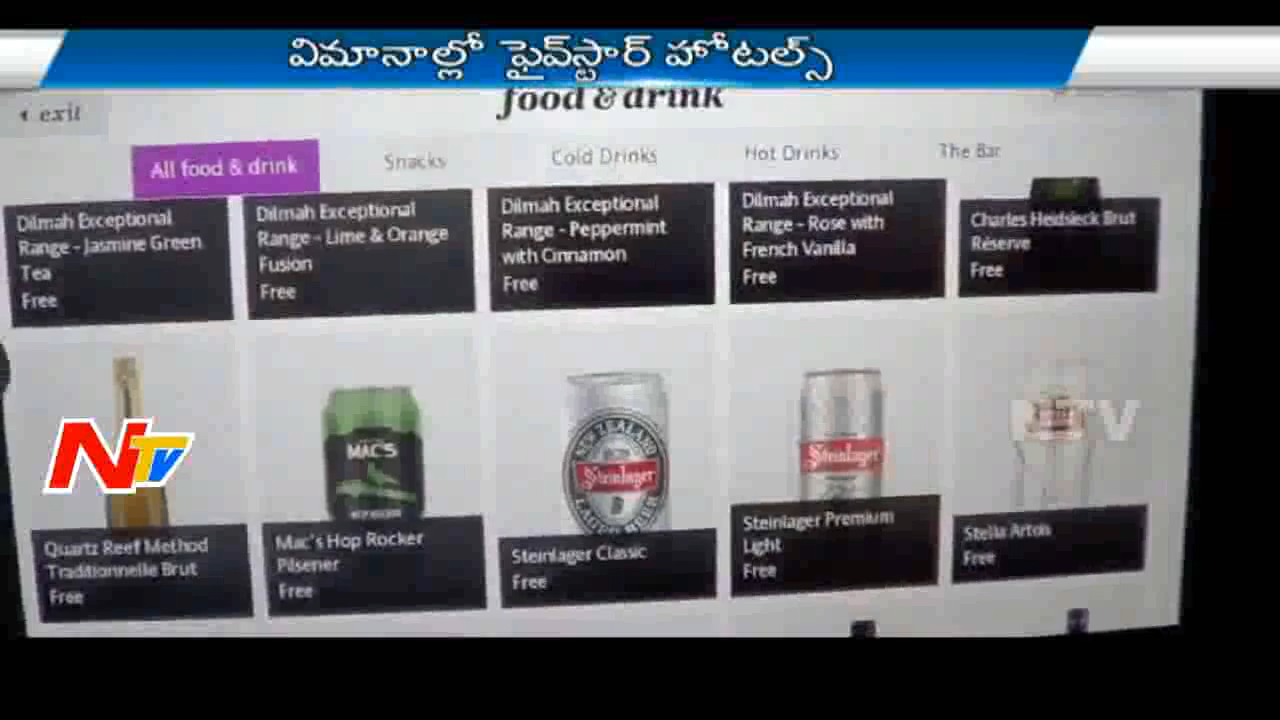 విమానాల్లో ఫైవ్‌స్టార్ హోటల్స్
exit
food & drink
All food & drink
Snacks
Cold Drinks
Hot Drinks
The Bar
Dilmah Exceptional
Range - Jasmine Green
Tea
Free
Dilmah Exceptional
Range - Lime & Orange
Fusion
Free
Dilmah Exceptional
Range - Peppermint
with Cinnamon
Free
Dilmah Exceptional
Range - Rose with
French Vanilla
Free
Charles Heidsieck Brut
Réserve
Free
NTV
MAC'S
NEW ZEALAND
Steinlager
Steinlager
NTV
Quartz Reef Method
Traditionnelle Brut
Free
Mac's Hop Rocker
Pilsener
Free
Steinlager Classic
Free
Steinlager Premium
Light
Free
Stella Artois
Free